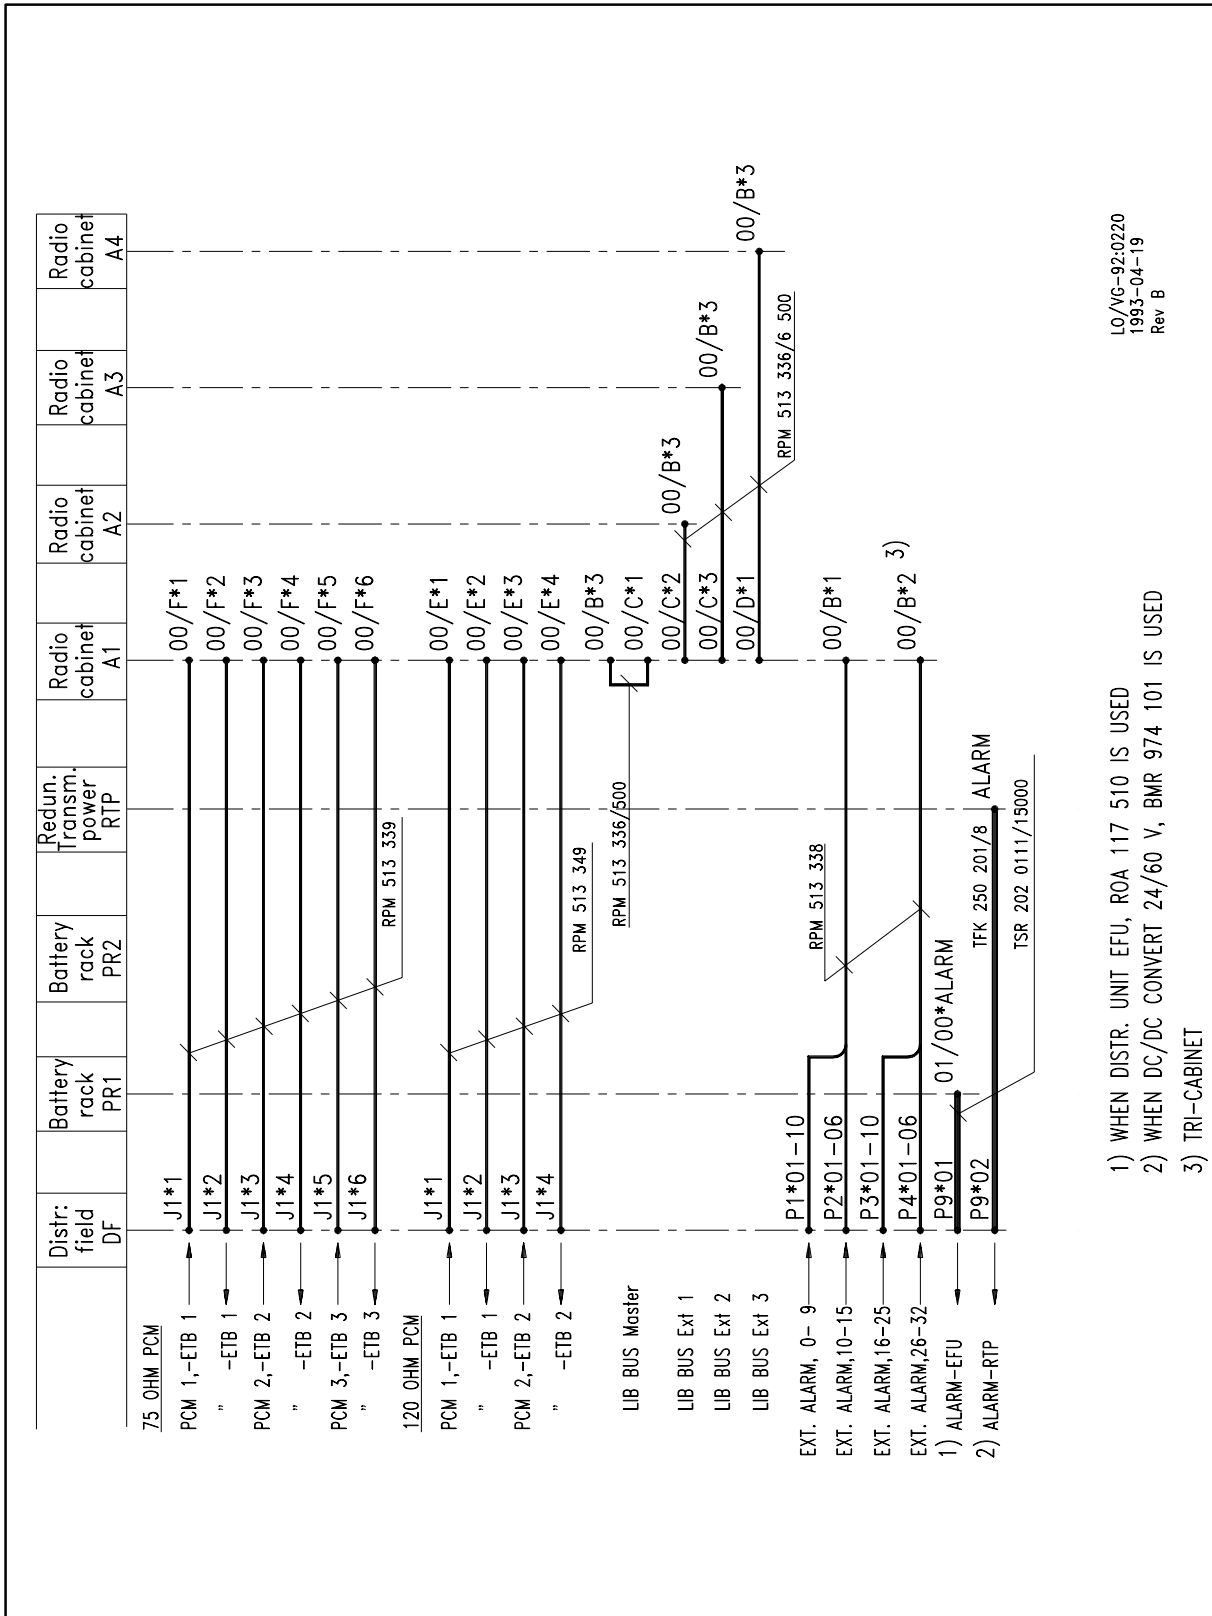 Distr:
field
DF
Battery
rack
PR1
Battery
rack
PR2
Redun.
Transm.
power
RTP
Radio
cabinet
A1
Radio
cabinet
A2
Radio
cabinet
A3
Radio
cabinet
A4
75 OHM PCM
PCM 1,-ETB 1 J1*1 00/F*1
" -ETB 1 J1*2 00/F*2
PCM 2,-ETB 2 J1*3 00/F*3
" -ETB 2 J1*4 00/F*4
PCM 3,-ETB 3 J1*5 00/F*5
" -ETB 3 J1*6 00/F*6
RPM 513 339
120 OHM PCM
PCM 1,-ETB 1 J1*1 00/E*1
" -ETB 1 J1*2 00/E*2
PCM 2,-ETB 2 J1*3 00/E*3
" -ETB 2 J1*4 00/E*4
RPM 513 349
00/B*3
LIB BUS Master
RPM 513 336/500 00/C*1
LIB BUS Ext 1 00/C*2 00/B*3
LIB BUS Ext 2 00/C*3 00/B*3
LIB BUS Ext 3 00/D*1 00/B*3
RPM 513 336/6 500
EXT. ALARM, 0- 9 P1*01-10
RPM 513 338
EXT. ALARM,10-15 P2*01-06 00/B*1
EXT. ALARM,16-25 P3*01-10
EXT. ALARM,26-32 P4*01-06 00/B*2 3)
1) ALARM-EFU P9*01 01/00*ALARM
TFK 250 201/8
2) ALARM-RTP P9*02 ALARM
TSR 202 0111/15000
1) WHEN DISTR. UNIT EFU, ROA 117 510 IS USED
2) WHEN DC/DC CONVERT 24/60 V, BMR 974 101 IS USED
3) TRI-CABINET
LO/VG-92:0220
1993-04-19
Rev B